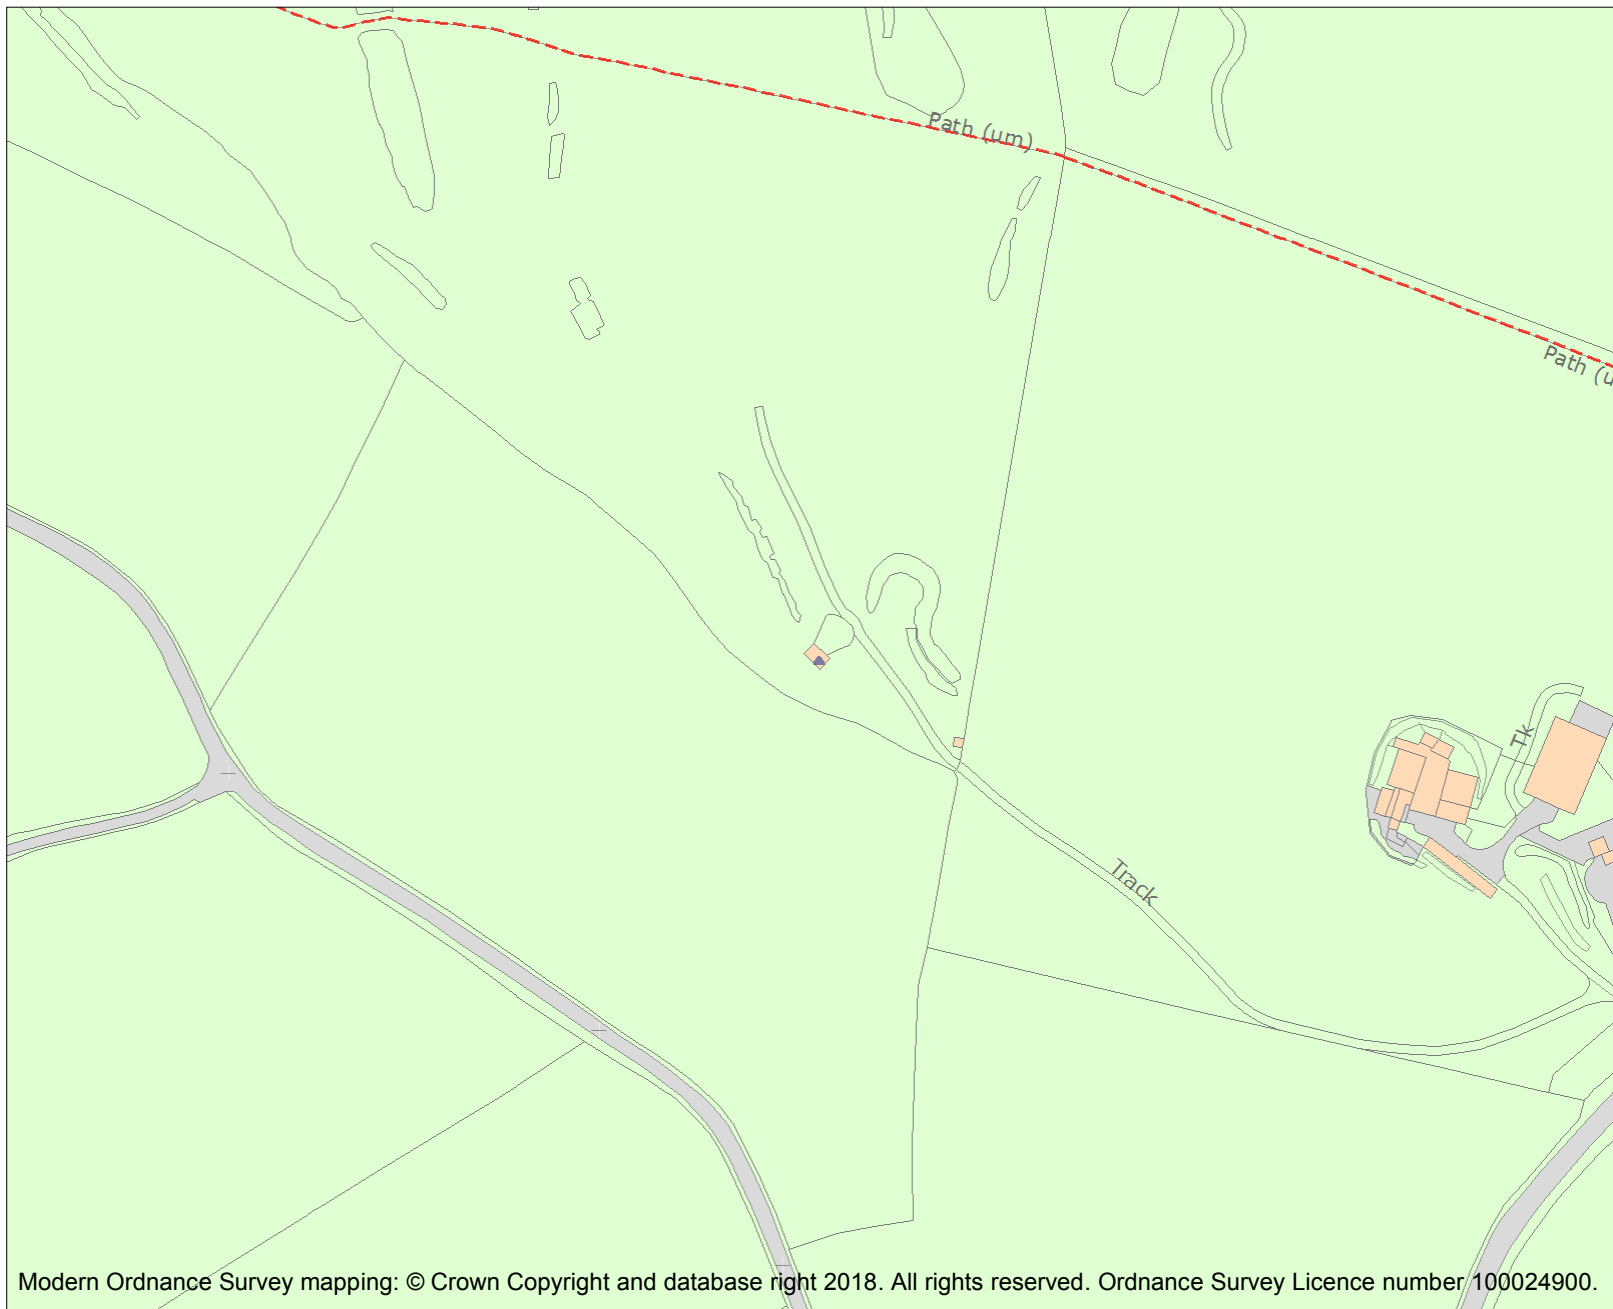 Path (um)
Path (u
Tk
Track
Modern Ordnance Survey mapping: © Crown Copyright and database right 2018. All rights reserved. Ordnance Survey Licence number 100024900.